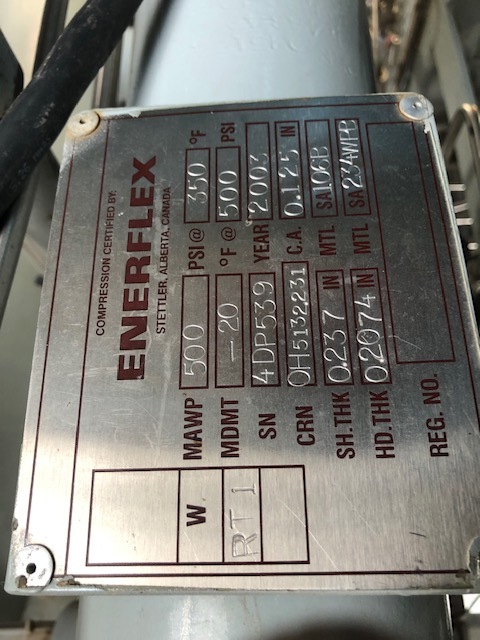 COMPRESSION CERTIFIED BY:
ENERFLEX
STETTLER, ALBERTA, CANADA
MAWP 500 PSI @ 350 °F
MDMT -20 °F @ 500 PSI
SN 4DP539 YEAR 2003
CRN OH5132.231 C.A. 0.125 IN
SH.THK 0.237 IN MTL SA106B
HD.THK 0.2074 IN MTL SA234WPB
REG. NO.
W.
RT 1